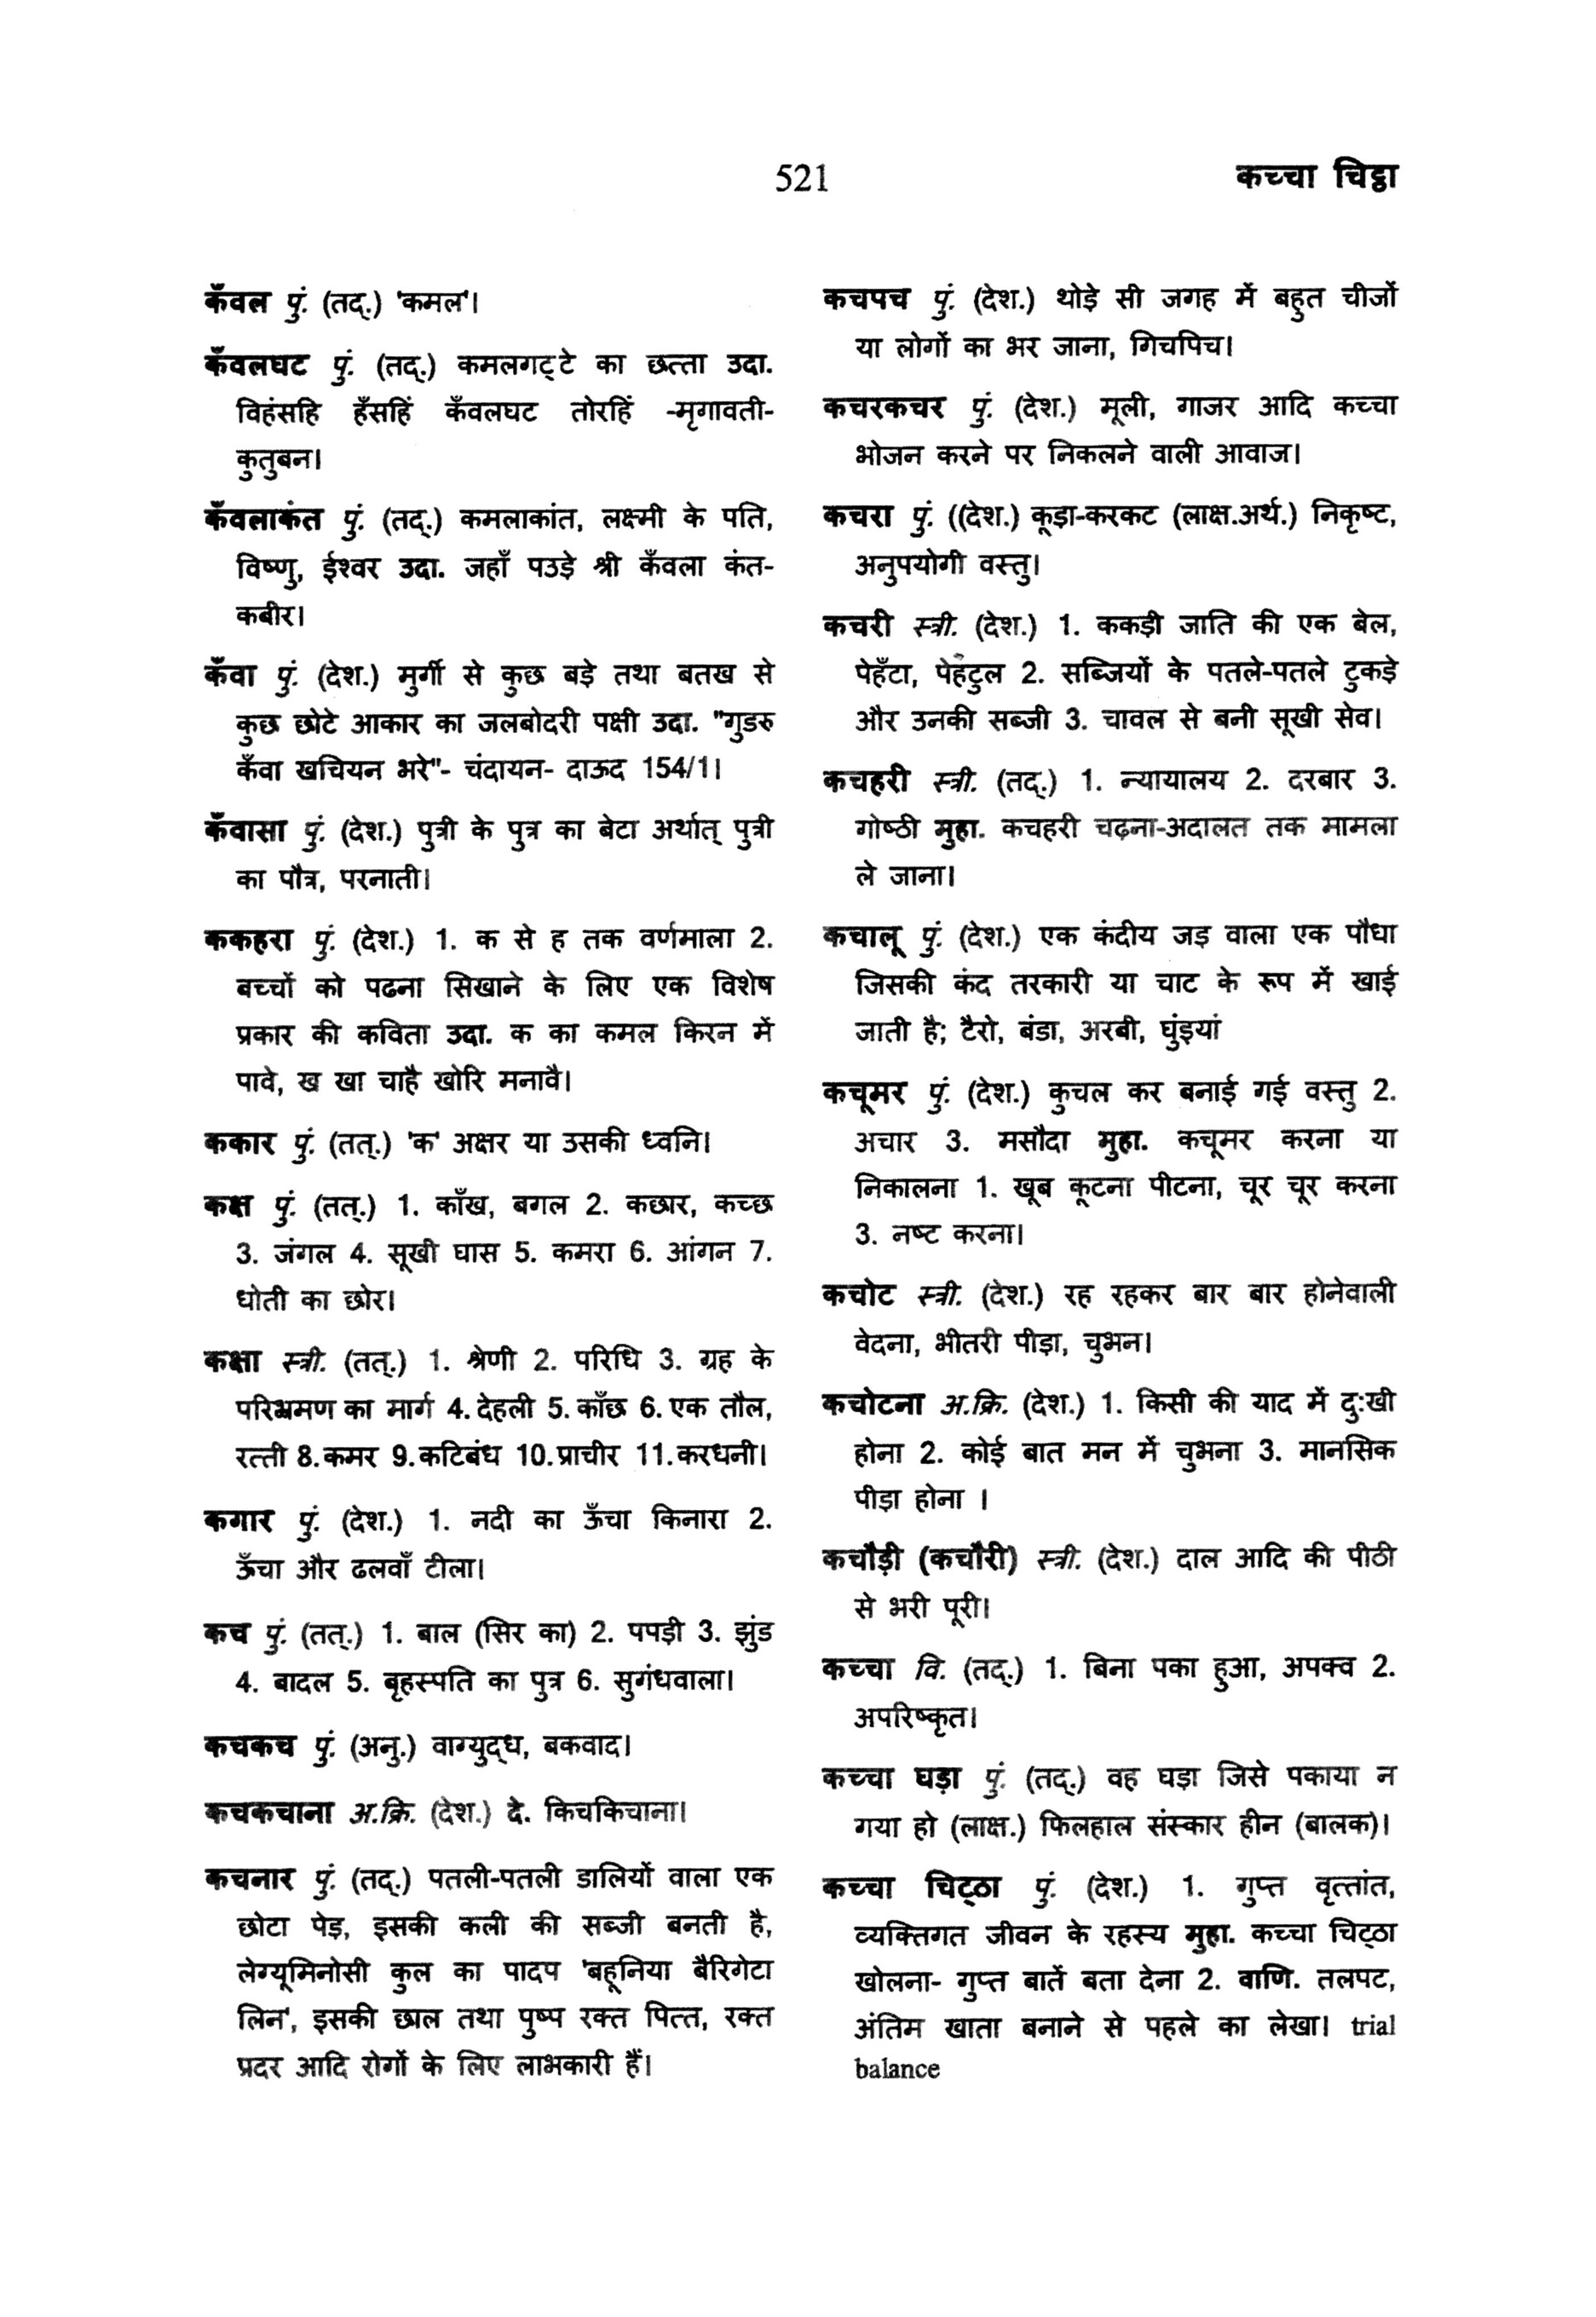 521
कच्चा चिट्ठा
कँवल पुं. (तद्.) 'कमल'।
कँवलघट पुं. (तद्.) कमलगट्टे का छत्ता उदा.
विहंसहि हँसहिं कँवलघट तोरहिं -मृगावती-
कुतुबन।
कँवलाकंत पुं. (तद्.) कमलाकांत, लक्ष्मी के पति,
विष्णु, ईश्वर उदा. जहाँ पउड़े श्री कँवला कंत-
कबीर।
कँवा पुं. (देश.) मुर्गी से कुछ बड़े तथा बतख से
कुछ छोटे आकार का जलबोदरी पक्षी उदा. "गुडरु
कँवा खचियन भरे"- चंदायन- दाऊद 154/1।
कँवासा पुं. (देश.) पुत्री के पुत्र का बेटा अर्थात् पुत्री
का पौत्र, परनाती।
ककहरा पुं. (देश.) 1. क से ह तक वर्णमाला 2.
बच्चों को पढना सिखाने के लिए एक विशेष
प्रकार की कविता उदा. क का कमल किरन में
पावे, ख खा चाहै खोरि मनावै।
ककार पुं. (तत्.) 'क' अक्षर या उसकी ध्वनि।
कक्ष पुं. (तत्.) 1. काँख, बगल 2. कछार, कच्छ
3. जंगल 4. सूखी घास 5. कमरा 6. आंगन 7.
धोती का छोर।
कक्षा स्त्री. (तत्.) 1. श्रेणी 2. परिधि 3. ग्रह के
परिभ्रमण का मार्ग 4. देहली 5. काँछ 6. एक तौल,
रत्ती 8.कमर 9.कटिबंध 10.प्राचीर 11.करधनी।
कगार पुं. (देश.) 1. नदी का ऊँचा किनारा 2.
ऊँचा और ढलवाँ टीला।
कच पुं. (तत्.) 1. बाल (सिर का) 2. पपड़ी 3. झुंड
4. बादल 5. बृहस्पति का पुत्र 6. सुगंधवाला।
कचकच पुं. (अनु.) वाग्युद्ध, बकवाद।
कचकचाना अ.क्रि. (देश.) दे. किचकिचाना।
कचनार पुं. (तद्.) पतली-पतली डालियों वाला एक
छोटा पेड़, इसकी कली की सब्जी बनती है,
लेग्यूमिनोसी कुल का पादप 'बहूनिया बैरिगेटा
लिन', इसकी छाल तथा पुष्प रक्त पित्त, रक्त
प्रदर आदि रोगों के लिए लाभकारी हैं।
कचपच पुं. (देश.) थोड़े सी जगह में बहुत चीजों
या लोगों का भर जाना, गिचपिच।
कचरकचर पुं. (देश.) मूली, गाजर आदि कच्चा
भोजन करने पर निकलने वाली आवाज।
कचरा पुं. ((देश.) कूड़ा-करकट (लाक्ष.अर्थ.) निकृष्ट,
अनुपयोगी वस्तु।
कचरी स्त्री. (देश.) 1. ककड़ी जाति की एक बेल,
पेहँटा, पेहंटुल 2. सब्जियों के पतले-पतले टुकड़े
और उनकी सब्जी 3. चावल से बनी सूखी सेव।
कचहरी स्त्री. (तद्.) 1. न्यायालय 2. दरबार 3.
गोष्ठी मुहा. कचहरी चढ़ना-अदालत तक मामला
ले जाना।
कचालू पुं. (देश.) एक कंदीय जड़ वाला एक पौधा
जिसकी कंद तरकारी या चाट के रूप में खाई
जाती है; टैरो, बंडा, अरबी, घुंइयां
कचूमर पुं. (देश.) कुचल कर बनाई गई वस्तु 2.
अचार 3. मसौदा मुहा. कचूमर करना या
निकालना 1. खूब कूटना पीटना, चूर चूर करना
3. नष्ट करना।
कचोट स्त्री. (देश.) रह रहकर बार बार होनेवाली
वेदना, भीतरी पीड़ा, चुभन।
कचोटना अ.क्रि. (देश.) 1. किसी की याद में दुःखी
होना 2. कोई बात मन में चुभना 3. मानसिक
पीड़ा होना ।
कचौड़ी (कचौरी) स्त्री. (देश.) दाल आदि की पीठी
से भरी पूरी।
कच्चा वि. (तद्.) 1. बिना पका हुआ, अपक्व 2.
अपरिष्कृत।
कच्चा घड़ा पुं. (तद्.) वह घड़ा जिसे पकाया न
गया हो (लाक्ष.) फिलहाल संस्कार हीन (बालक)।
कच्चा चिट्ठा पुं. (देश.) 1. गुप्त वृत्तांत,
व्यक्तिगत जीवन के रहस्य मुहा. कच्चा चिट्ठा
खोलना- गुप्त बातें बता देना 2. वाणि. तलपट,
अंतिम खाता बनाने से पहले का लेखा। trial
balance